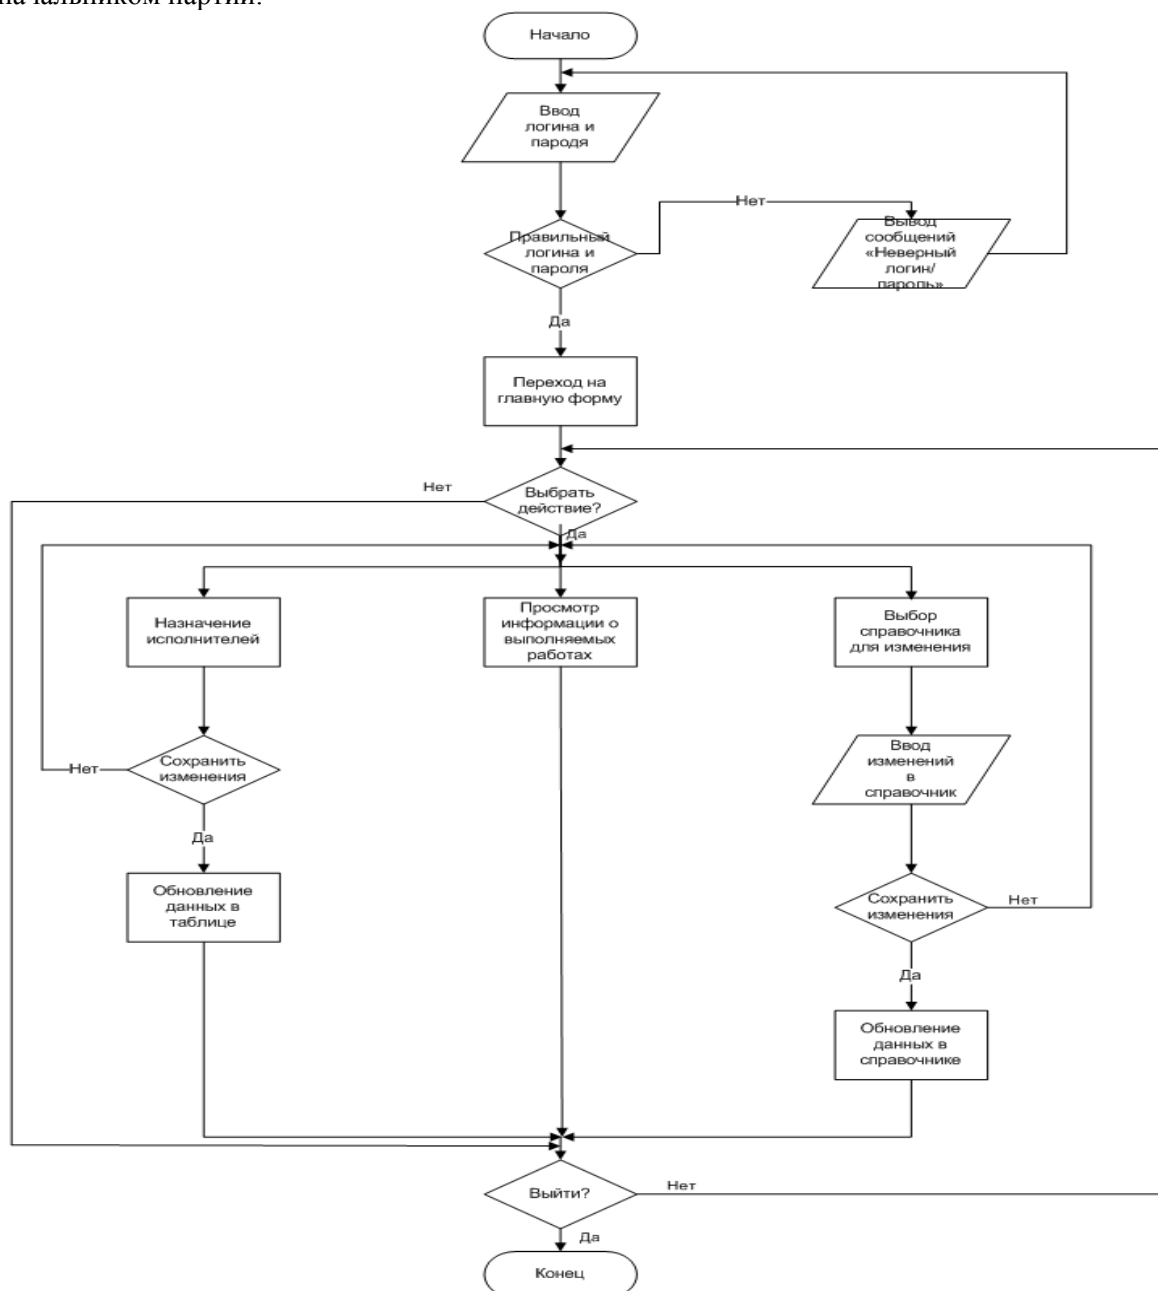 начальником партии.
Начало
Ввод
логина и
пародя
Нет
Правильный
логина и
пароля
Вывод
сообщений
«Неверный
логин/
пароль»
Да
Переход на
главную форму
Нет
Выбрать
действие?
Да
Назначение
исполнителей
Просмотр
информации о
выполняемых
работах
Выбор
справочника
для изменения
Нет
Сохранить
изменения
Ввод
изменений
в
справочник
Да
Обновление
данных в
таблице
Сохранить
изменения
Нет
Да
Обновление
данных в
справочнике
Выйти?
Нет
Да
Конец